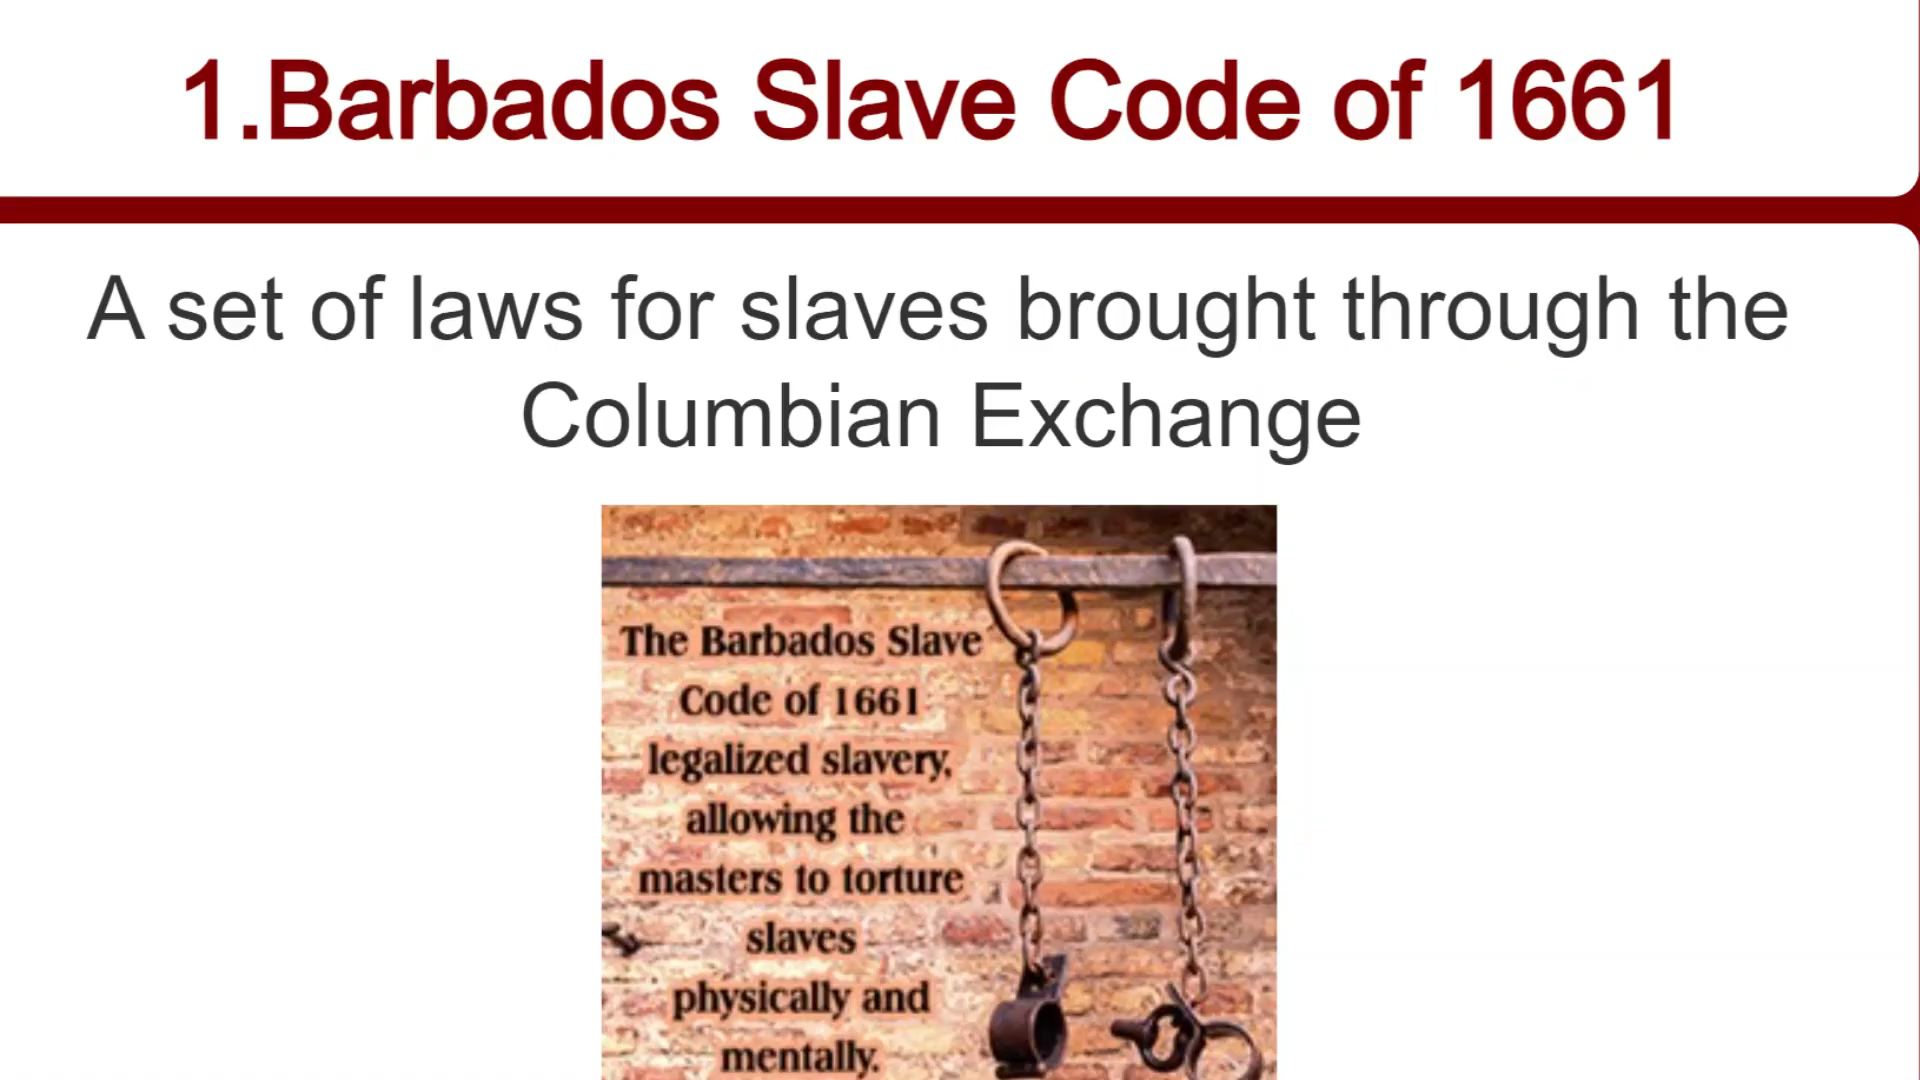 1.Barbados Slave Code of 1661
A set of laws for slaves brought through the
Columbian Exchange
The Barbados Slave
Code of 1661
legalized slavery,
allowing the
masters to torture
slaves
physically and
mentally.